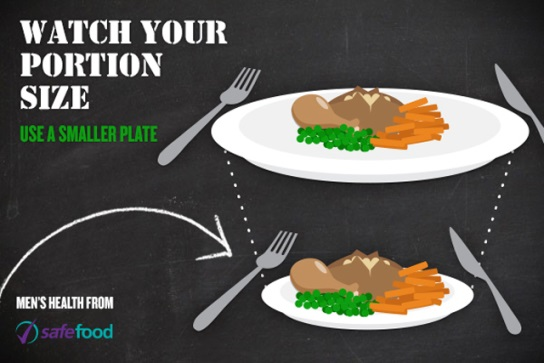 WATCH YOUR
PORTION
SIZE
USE A SMALLER PLATE
MEN'S HEALTH FROM
safefood